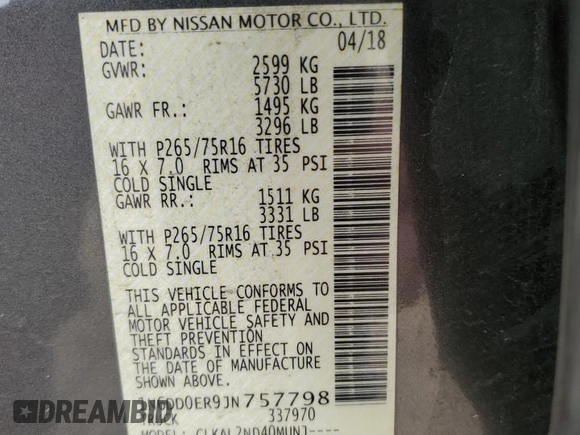 MFD BY NISSAN MOTOR CO., LTD.
DATE: 04/18
GVWR: 2599 KG
5730 LB
GAWR FR.: 1495 KG
3296 LB
WITH P265/75R16 TIRES
16 X 7.0 RIMS AT 35 PSI
COLD SINGLE
GAWR RR.: 1511 KG
3331 LB
WITH P265/75R16 TIRES
16 X 7.0 RIMS AT 35 PSI
COLD SINGLE
THIS VEHICLE CONFORMS TO
ALL APPLICABLE FEDERAL
MOTOR VEHICLE SAFETY AND
THEFT PREVENTION
STANDARDS IN EFFECT ON
THE DATE OF MANUFACTURE
SHOWN ABOVE.
1N6DD0ER9JN757798
TRUCK 337970
DREAMBID